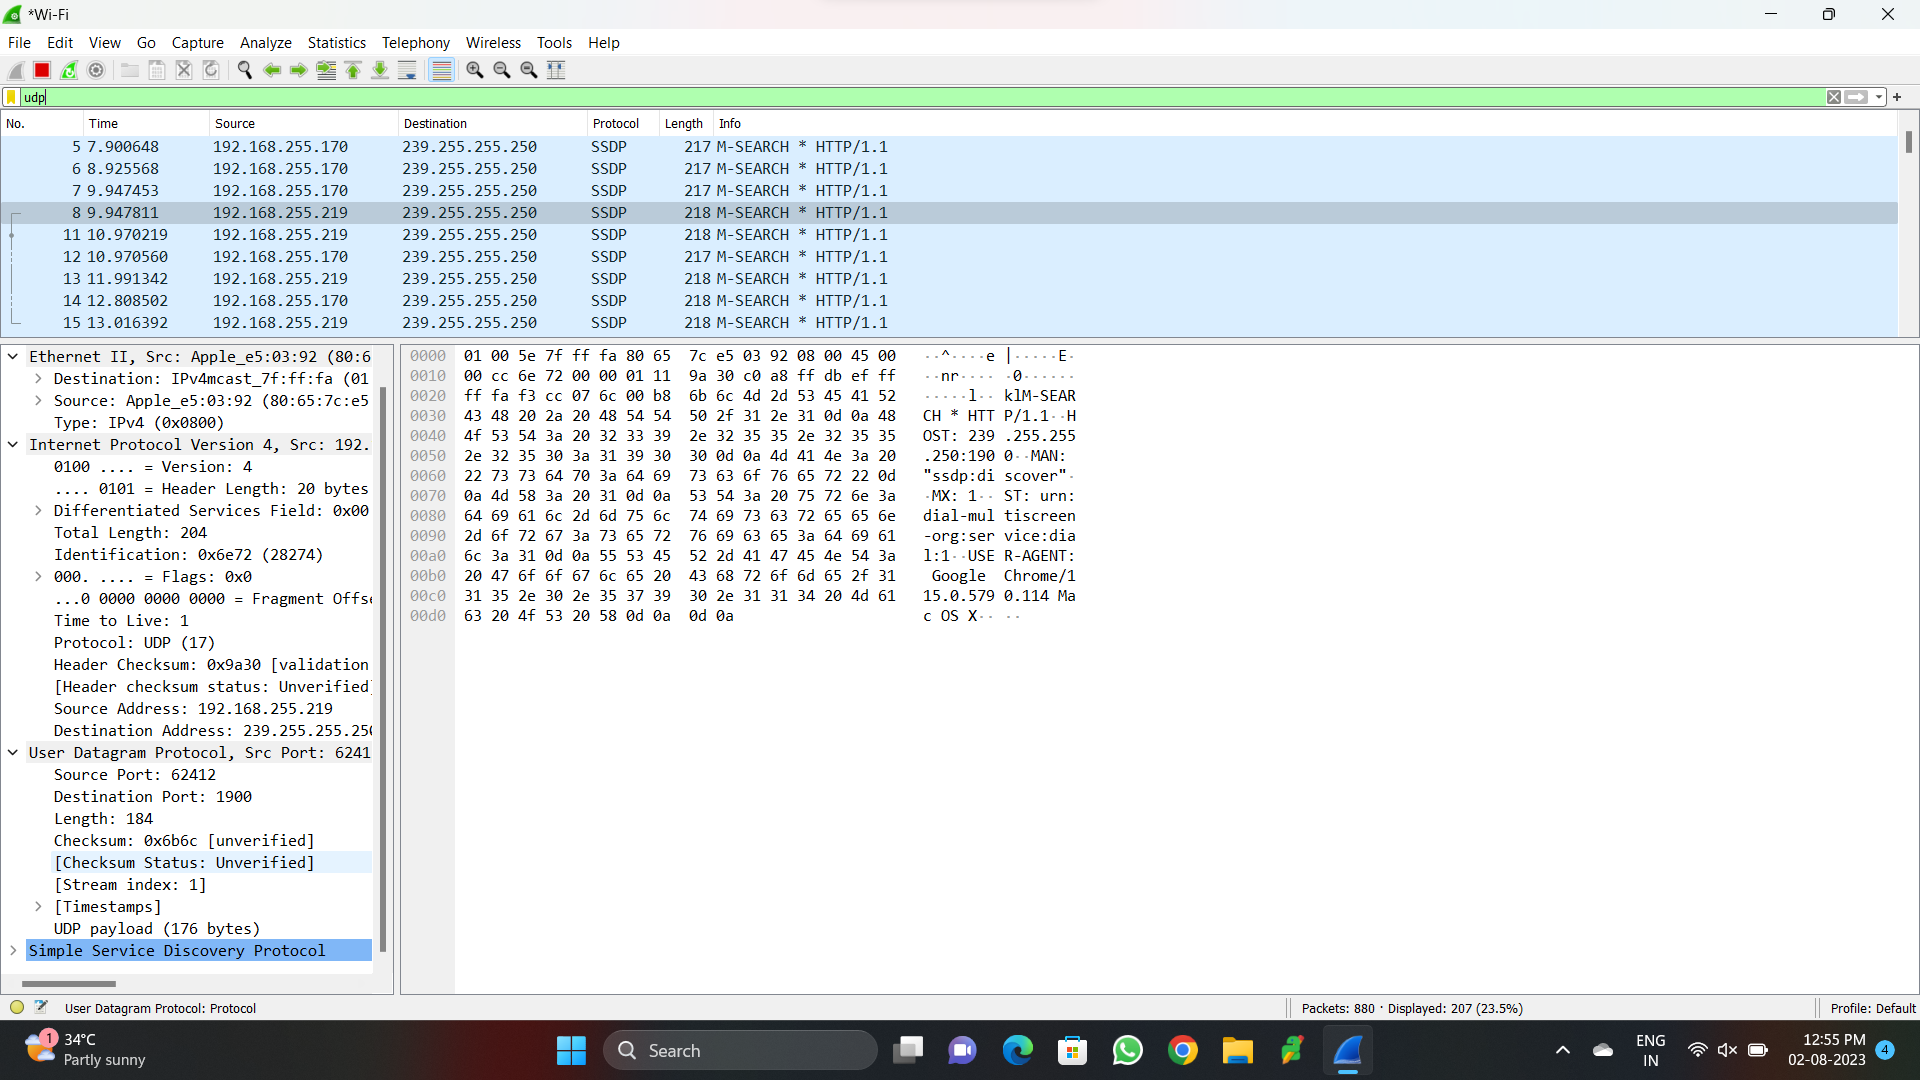 *Wi-Fi
File Edit View Go Capture Analyze Statistics Telephony Wireless Tools Help
udp
No. Time Source Destination Protocol Length Info
5 7.900648 192.168.255.170 239.255.255.250 SSDP 217 M-SEARCH * HTTP/1.1
6 8.925568 192.168.255.170 239.255.255.250 SSDP 217 M-SEARCH * HTTP/1.1
7 9.947453 192.168.255.170 239.255.255.250 SSDP 217 M-SEARCH * HTTP/1.1
8 9.947811 192.168.255.219 239.255.255.250 SSDP 218 M-SEARCH * HTTP/1.1
11 10.970219 192.168.255.219 239.255.255.250 SSDP 218 M-SEARCH * HTTP/1.1
12 10.970560 192.168.255.170 239.255.255.250 SSDP 217 M-SEARCH * HTTP/1.1
13 11.991342 192.168.255.219 239.255.255.250 SSDP 218 M-SEARCH * HTTP/1.1
14 12.808502 192.168.255.170 239.255.255.250 SSDP 218 M-SEARCH * HTTP/1.1
15 13.016392 192.168.255.219 239.255.255.250 SSDP 218 M-SEARCH * HTTP/1.1
Ethernet II, Src: Apple_e5:03:92 (80:6
Destination: IPv4mcast_7f:ff:fa (01
Source: Apple_e5:03:92 (80:65:7c:e5
Type: IPv4 (0x0800)
Internet Protocol Version 4, Src: 192.
0100 .... = Version: 4
.... 0101 = Header Length: 20 bytes
Differentiated Services Field: 0x00
Total Length: 204
Identification: 0x6e72 (28274)
000. .... = Flags: 0x0
...0 0000 0000 0000 = Fragment Offse
Time to Live: 1
Protocol: UDP (17)
Header Checksum: 0x9a30 [validation
[Header checksum status: Unverified]
Source Address: 192.168.255.219
Destination Address: 239.255.255.250
User Datagram Protocol, Src Port: 6241
Source Port: 62412
Destination Port: 1900
Length: 184
Checksum: 0x6b6c [unverified]
[Checksum Status: Unverified]
[Stream index: 1]
[Timestamps]
UDP payload (176 bytes)
Simple Service Discovery Protocol
0000 01 00 5e 7f ff fa 80 65 7c e5 03 92 08 00 45 00 ··^····e |·····E·
0010 00 cc 6e 72 00 00 01 11 9a 30 c0 a8 ff db ef ff ··nr···· ·0······
0020 ff fa f3 cc 07 6c 00 b8 6b 6c 4d 2d 53 45 41 52 ·····l·· klM-SEAR
0030 43 48 20 2a 20 48 54 54 50 2f 31 2e 31 0d 0a 48 CH * HTT P/1.1··H
0040 4f 53 54 3a 20 32 33 39 2e 32 35 35 2e 32 35 35 OST: 239 .255.255
0050 2e 32 35 30 3a 31 39 30 30 0d 0a 4d 41 4e 3a 20 .250:190 0··MAN:
0060 22 73 73 64 70 3a 64 69 73 63 6f 76 65 72 22 0d "ssdp:di scover"·
0070 0a 4d 58 3a 20 31 0d 0a 53 54 3a 20 75 72 6e 3a ·MX: 1·· ST: urn:
0080 64 69 61 6c 2d 6d 75 6c 74 69 73 63 72 65 65 6e dial-mul tiscreen
0090 2d 6f 72 67 3a 73 65 72 76 69 63 65 3a 64 69 61 -org:ser vice:dia
00a0 6c 3a 31 0d 0a 55 53 45 52 2d 41 47 45 4e 54 3a l:1··USE R-AGENT:
00b0 20 47 6f 6f 67 6c 65 20 43 68 72 6f 6d 65 2f 31 Google Chrome/1
00c0 31 35 2e 30 2e 35 37 39 30 2e 31 31 34 20 4d 61 15.0.579 0.114 Ma
00d0 63 20 4f 53 20 58 0d 0a 0d 0a c OS X·· ··
User Datagram Protocol: Protocol
Packets: 880 · Displayed: 207 (23.5%)
Profile: Default
1
34°C
Partly sunny
Search
ENG
IN
12:55 PM
02-08-2023
4